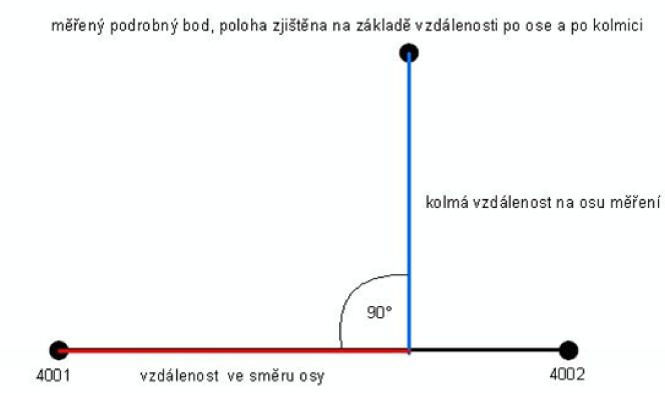 měřený podrobný bod, poloha zjištěna na základě vzdálenosti po ose a po kolmici
kolmá vzdálenost na osu měření
90°
4001
vzdálenost ve směru osy
4002